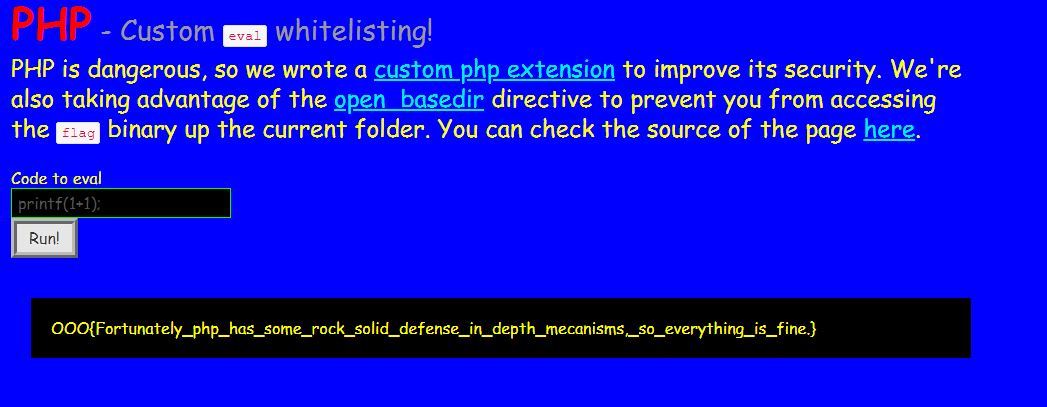 PHP - Custom eval whitelisting!
PHP is dangerous, so we wrote a custom php extension to improve its security. We're
also taking advantage of the open_basedir directive to prevent you from accessing
the flag binary up the current folder. You can check the source of the page here.
Code to eval
printf(1+1);
Run!
OOO{Fortunately_php_has_some_rock_solid_defense_in_depth_mecanisms,_so_everything_is_fine.}